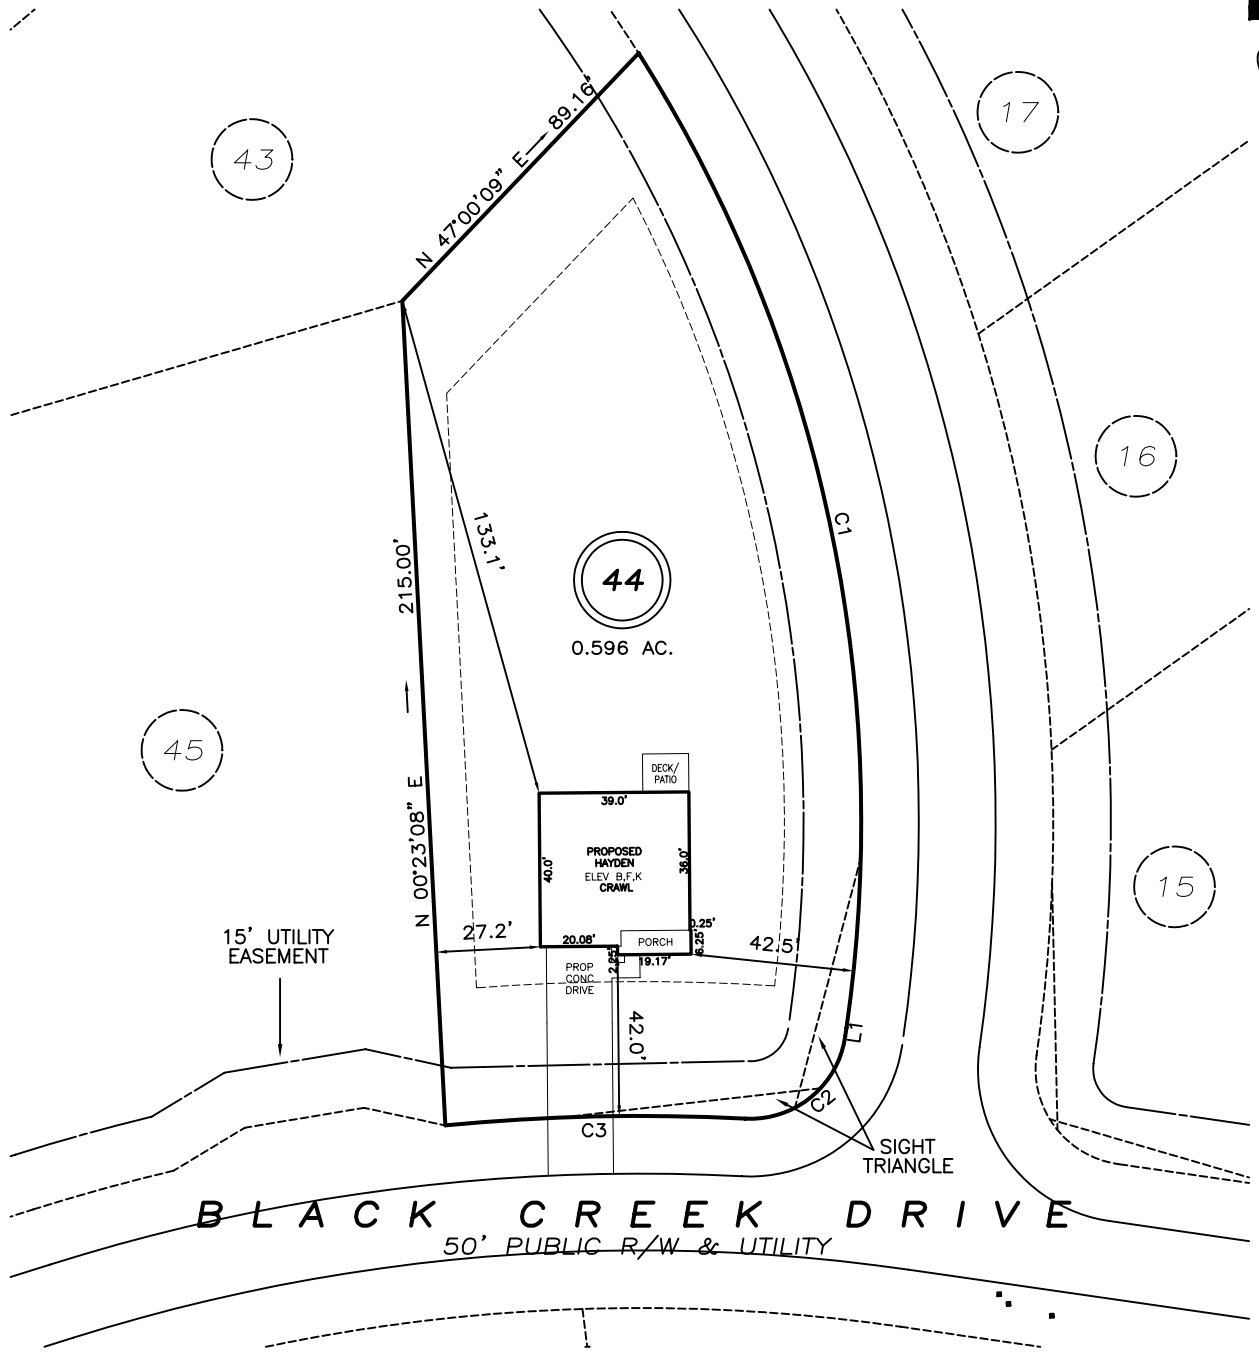 17
43
N 47°00'09" E 89.16'
16
C1
133.1'
215.00'
44
0.596 AC.
45
N 00°23'08" E
DECK/
PATIO
39.0'
PROPOSED
HAYDEN
ELEV B,F,K
CRAWL
40.0'
36.0'
15
15' UTILITY
EASEMENT
27.2'
20.08'
PORCH
0.25'
6.25'
42.5'
19.17'
2.25'
PROP
CONC
DRIVE
42.0'
L1
C2
C3
SIGHT
TRIANGLE
BLACK CREEK DRIVE
50' PUBLIC R/W & UTILITY